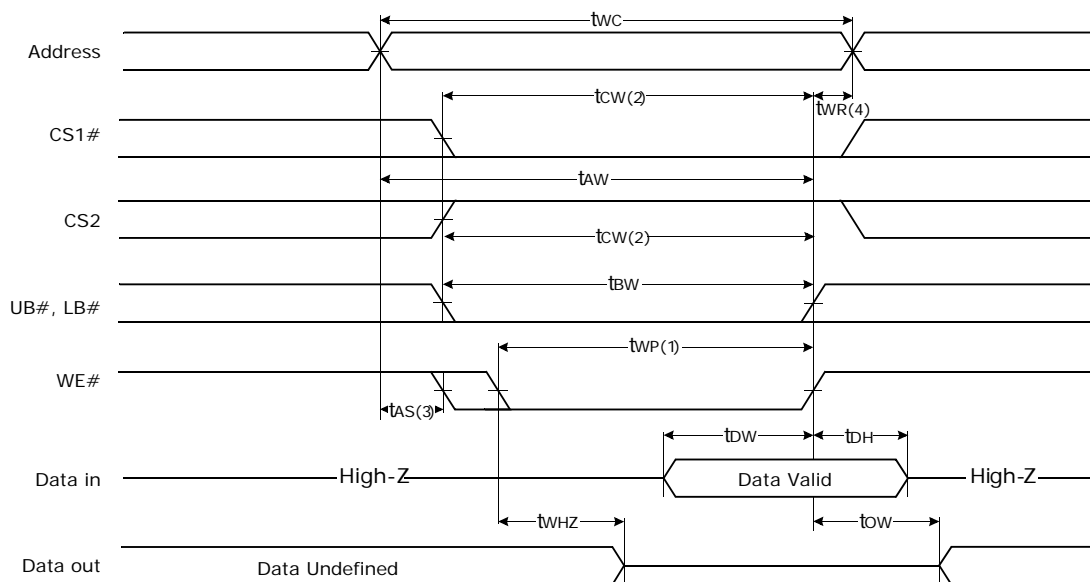 tWC
Address
tCW(2)
tWR(4)
CS1#
tAW
CS2
tCW(2)
tBW
UB#, LB#
tWP(1)
WE#
tAS(3)
tDW
tDH
Data in
High-Z
Data Valid
High-Z
tWHZ
tOW
Data out
Data Undefined